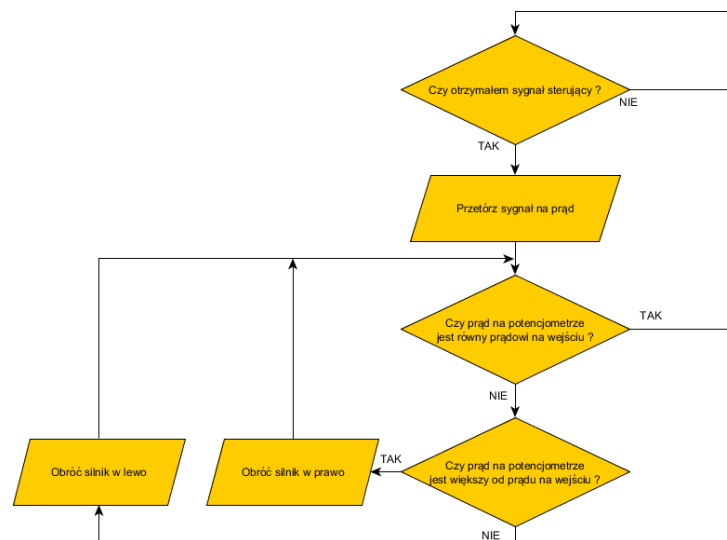 Czy otrzymałem sygnał sterujący ?
NIE
TAK
Przetórz sygnał na prąd
Czy prąd na potencjometrze
jest równy prądowi na wejściu ?
TAK
NIE
Obróć silnik w lewo
Obróć silnik w prawo
TAK
Czy prąd na potencjometrze
jest większy od prądu na wejściu ?
NIE